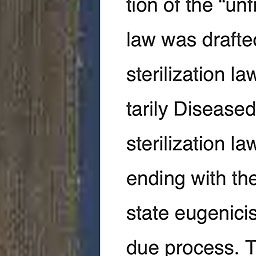 tion of the "unf
law was drafted
sterilization law
tarily Diseased
sterilization law
ending with the
state eugenicis
due process. T